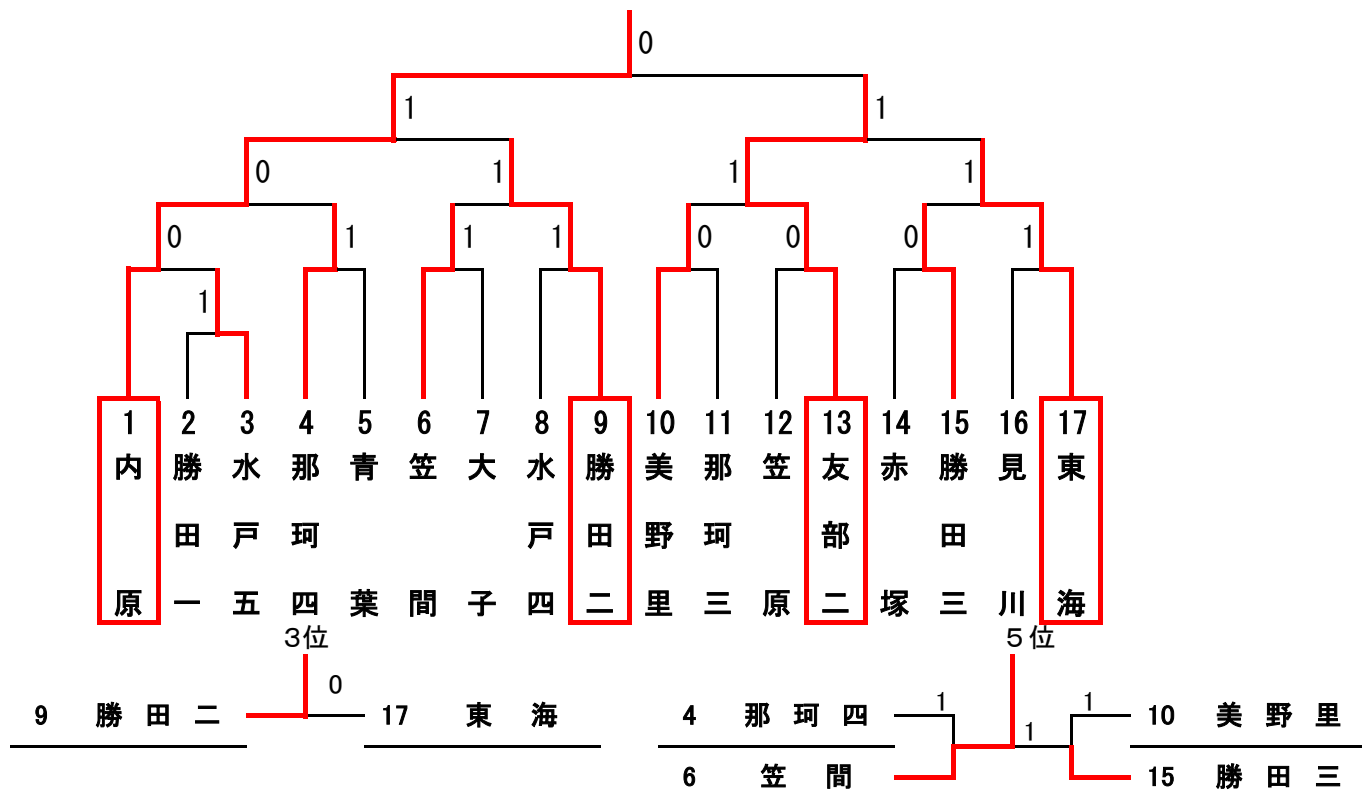 0
1 1
0 1 1 1
0 1 1 1 0 0 0 1
1
1 2 3 4 5 6 7 8 9 10 11 12 13 14 15 16 17
内原
勝田一
水戸五
那珂四
青葉
笠間
大子
水戸四
勝田二
美野里
那珂三
笠原
友部二
赤塚
勝田三
見川
東海
3位
0
9 勝田二 17 東海
5位
4 那珂四 1 1 10 美野里
1
6 笠間 15 勝田三